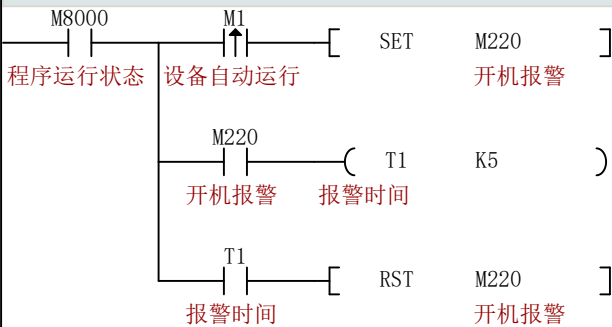 M8000 M1
SET M220
程序运行状态 设备自动运行 开机报警
M220
T1 K5
开机报警 报警时间
T1
RST M220
报警时间 开机报警